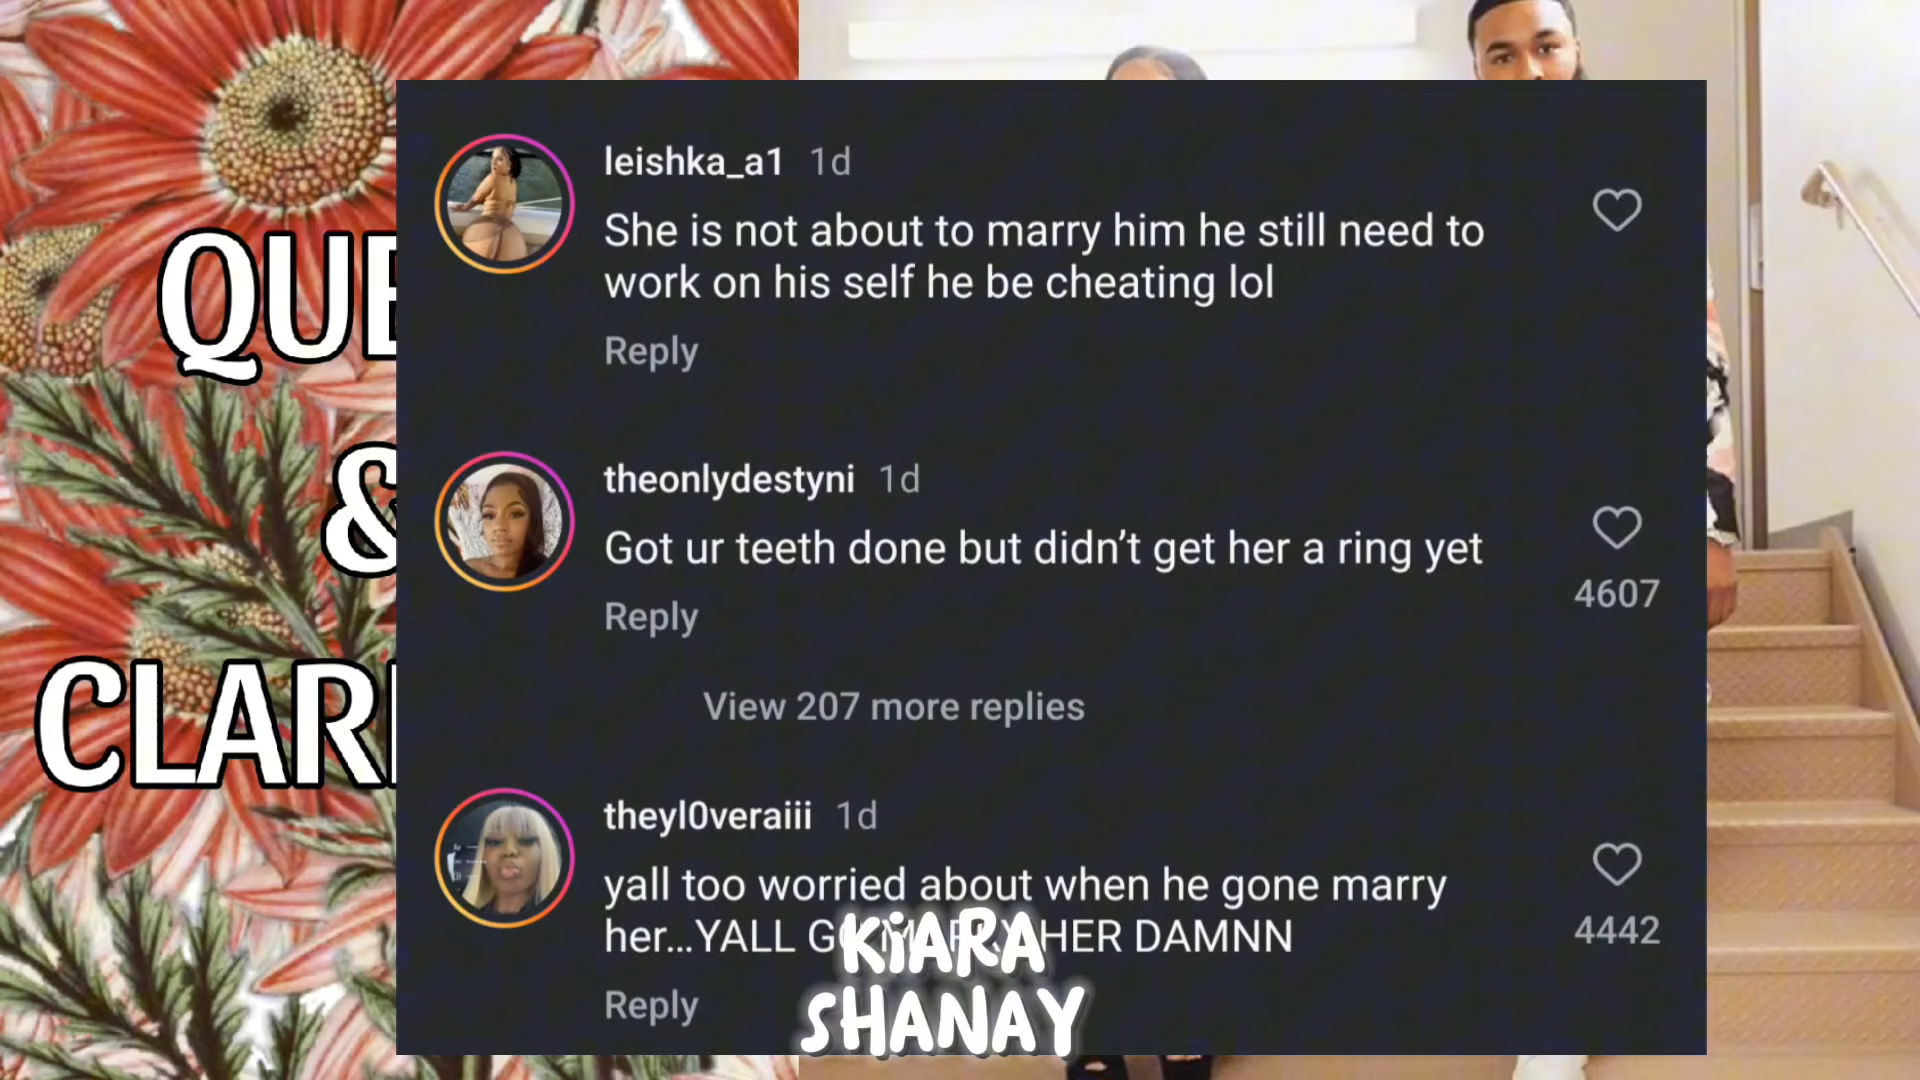 QUE
&
CLAR
leishka_a1 1d
She is not about to marry him he still need to
work on his self he be cheating lol
Reply
theonlydestyni 1d
Got ur teeth done but didn’t get her a ring yet
4607
Reply
View 207 more replies
theyl0veraiii 1d
yall too worried about when he gone marry
her...YALL GO MARRY HER DAMNN
4442
Reply
KiARA
SHANAY